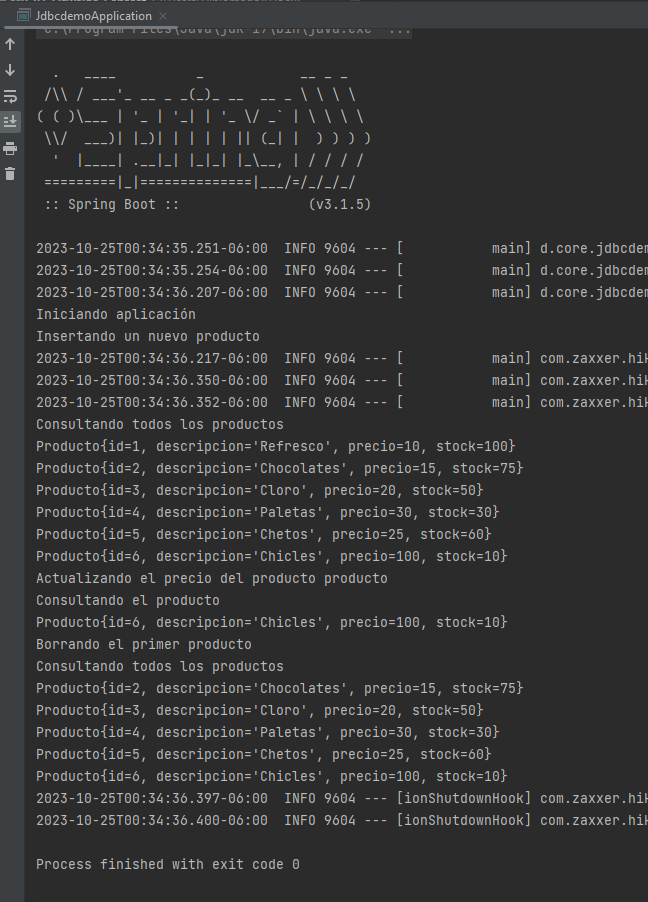 JdbcdemoApplication
  .   ____          _            __ _ _
 /\\ / ___'_ __ _ _(_)_ __  __ _ \ \ \ \
( ( )\___ | '_ | '_| | '_ \/ _` | \ \ \ \
 \\/  ___)| |_)| | | | | || (_| |  ) ) ) )
  '  |____| .__|_| |_|_| |_\__, | / / / /
 =========|_|==============|___/=/_/_/_/
 :: Spring Boot ::                (v3.1.5)
2023-10-25T00:34:35.251-06:00  INFO 9604 --- [           main] d.core.jdbcdem
2023-10-25T00:34:35.254-06:00  INFO 9604 --- [           main] d.core.jdbcdem
2023-10-25T00:34:36.207-06:00  INFO 9604 --- [           main] d.core.jdbcdem
Iniciando aplicación
Insertando un nuevo producto
2023-10-25T00:34:36.217-06:00  INFO 9604 --- [           main] com.zaxxer.hik
2023-10-25T00:34:36.350-06:00  INFO 9604 --- [           main] com.zaxxer.hik
2023-10-25T00:34:36.352-06:00  INFO 9604 --- [           main] com.zaxxer.hik
Consultando todos los productos
Producto{id=1, descripcion='Refresco', precio=10, stock=100}
Producto{id=2, descripcion='Chocolates', precio=15, stock=75}
Producto{id=3, descripcion='Cloro', precio=20, stock=50}
Producto{id=4, descripcion='Paletas', precio=30, stock=30}
Producto{id=5, descripcion='Chetos', precio=25, stock=60}
Producto{id=6, descripcion='Chicles', precio=100, stock=10}
Actualizando el precio del producto producto
Consultando el producto
Producto{id=6, descripcion='Chicles', precio=100, stock=10}
Borrando el primer producto
Consultando todos los productos
Producto{id=2, descripcion='Chocolates', precio=15, stock=75}
Producto{id=3, descripcion='Cloro', precio=20, stock=50}
Producto{id=4, descripcion='Paletas', precio=30, stock=30}
Producto{id=5, descripcion='Chetos', precio=25, stock=60}
Producto{id=6, descripcion='Chicles', precio=100, stock=10}
2023-10-25T00:34:36.397-06:00  INFO 9604 --- [ionShutdownHook] com.zaxxer.hik
2023-10-25T00:34:36.400-06:00  INFO 9604 --- [ionShutdownHook] com.zaxxer.hik
Process finished with exit code 0